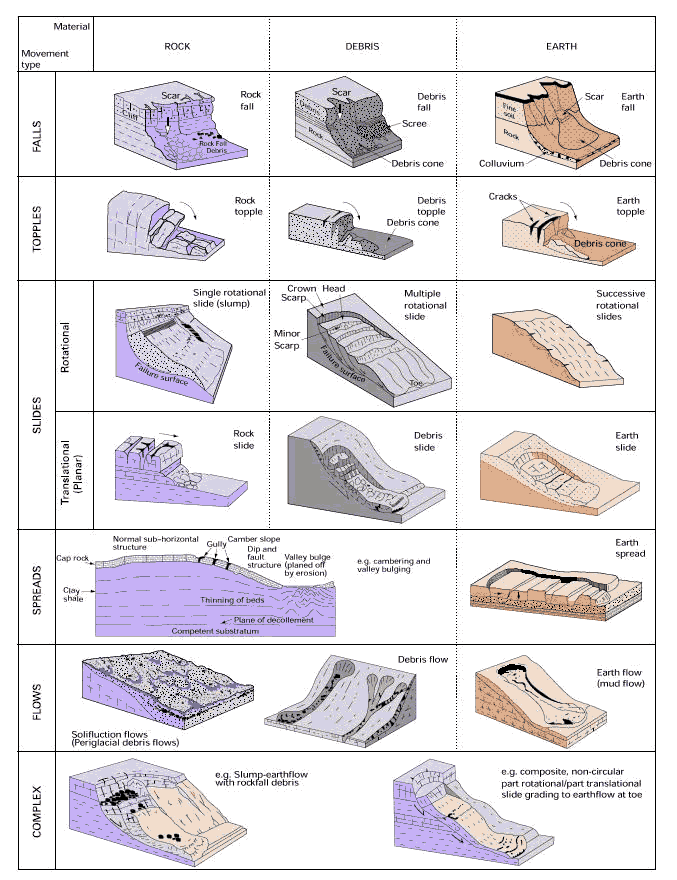 Material
Movement
type
ROCK
DEBRIS
EARTH
FALLS
Scar
Cliff
Rock Fall
Debris
Rock
fall
Scar
Debris
Rock
Debris
fall
Scree
Debris cone
Fine
soil
Rock
Colluvium
Scar
Earth
fall
Debris cone
TOPPLES
Rock
topple
Debris
topple
Debris cone
Cracks
Earth
topple
Debris cone
SLIDES
Rotational
Single rotational
slide (slump)
Failure surface
Crown
Head
Scarp
Minor
Scarp
Failure surface
Toe
Multiple
rotational
slide
Successive
rotational
slides
Translational
(Planar)
Rock
slide
Debris
slide
Earth
slide
SPREADS
Normal sub-horizontal
structure
Gully
Camber slope
Dip and
fault
structure
Valley bulge
(planed off
by erosion)
Cap rock
Clay
shale
Thinning of beds
Plane of decollement
Competent substratum
e.g. cambering and
valley bulging
Earth
spread
FLOWS
Solifluction flows
(Periglacial debris flows)
Debris flow
Earth flow
(mud flow)
COMPLEX
e.g. Slump-earthflow
with rockfall debris
e.g. composite, non-circular
part rotational/part translational
slide grading to earthflow at toe